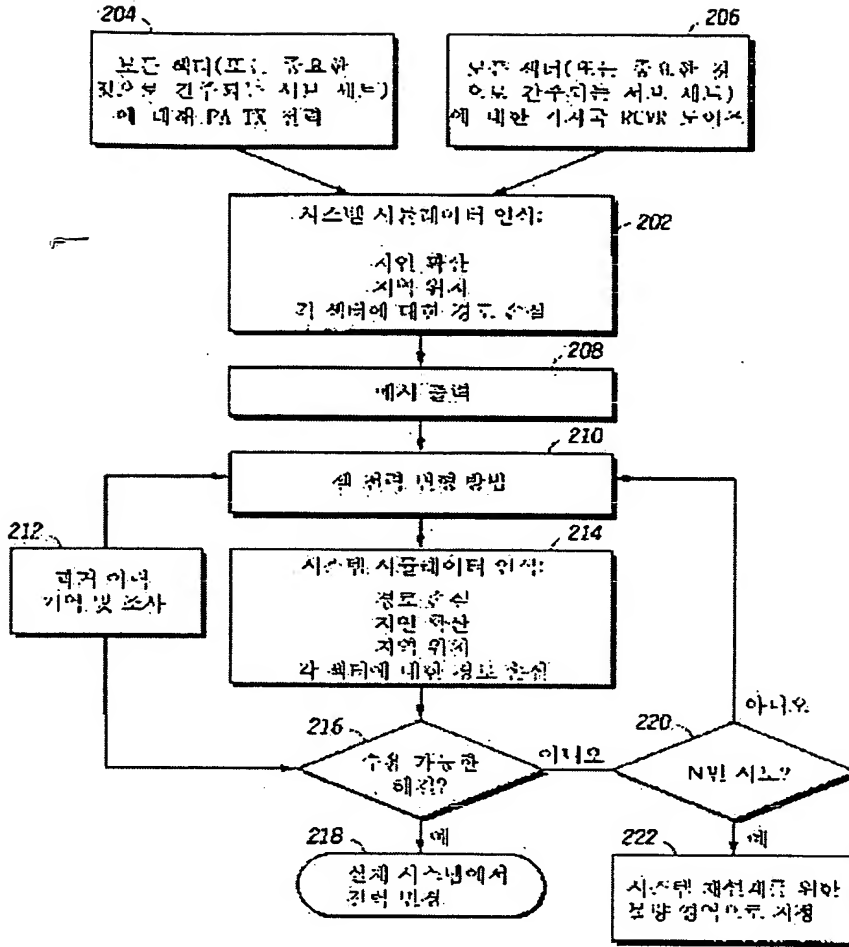 204
모든 섹터(또는 중요한
것으로 간주되는 서브 세트)
에 대해 PA TX 전력
206
모든 섹터(또는 중요한 것
으로 간주되는 서브 세트)
에 대한 기지국 RCVR 노이즈
시스템 시뮬레이터 인식:
지연 확산
지역 위치
각 섹터에 대한 경로 손실
202
208
메시 출력
210
셀 전력 변형 방법
212
과거 이력
기억 및 조사
214
시스템 시뮬레이터 인식:
경로 손실
지연 확산
지역 위치
각 섹터에 대한 경로 손실
216
수용 가능한
해결?
아니오
220
N번 시도?
아니오
218
예
실제 시스템에서
전력 변경
222
예
시스템 재설계를 위한
불량 영역으로 지정